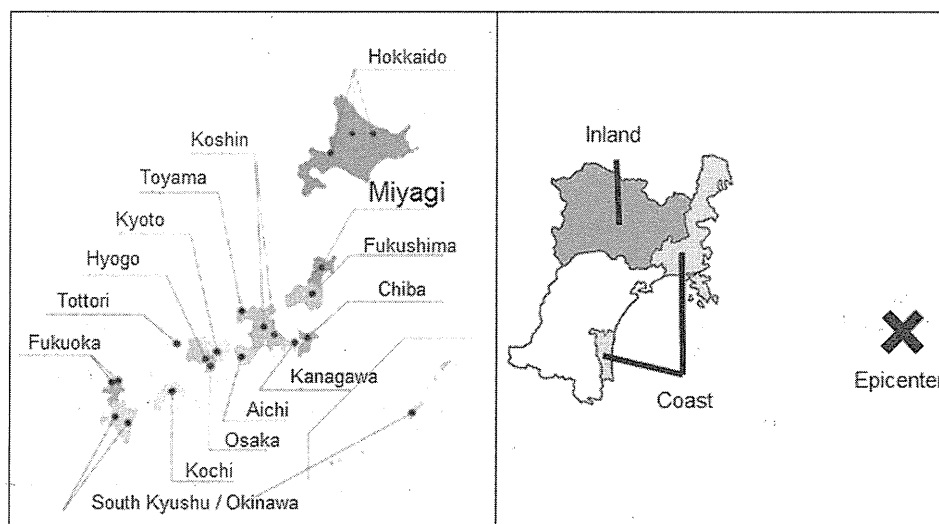 Hokkaido
Koshin
Toyama
Miyagi
Kyoto
Fukushima
Hyogo
Chiba
Tottori
Fukuoka
Kanagawa
Aichi
Osaka
Kochi
South Kyushu / Okinawa
Inland
Epicenter
Coast